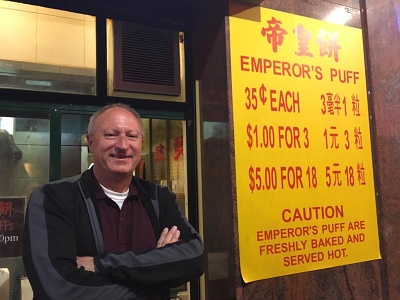 帝皇餅
EMPEROR'S PUFF
35¢ EACH 3毫半1粒
$1.00 FOR 3 1元3粒
$5.00 FOR 18 5元18粒
CAUTION
EMPEROR'S PUFF ARE
FRESHLY BAKED AND
SERVED HOT.
餅
0pm